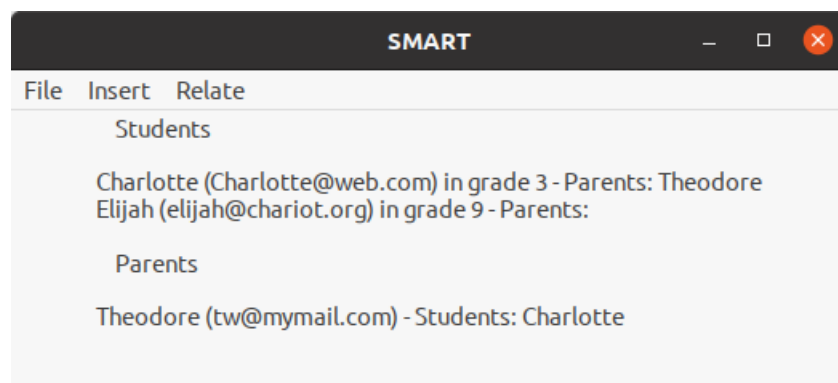 SMART
File Insert Relate
Students
Charlotte (Charlotte@web.com) in grade 3 - Parents: Theodore
Elijah (elijah@chariot.org) in grade 9 - Parents:
Parents
Theodore (tw@mymail.com) - Students: Charlotte